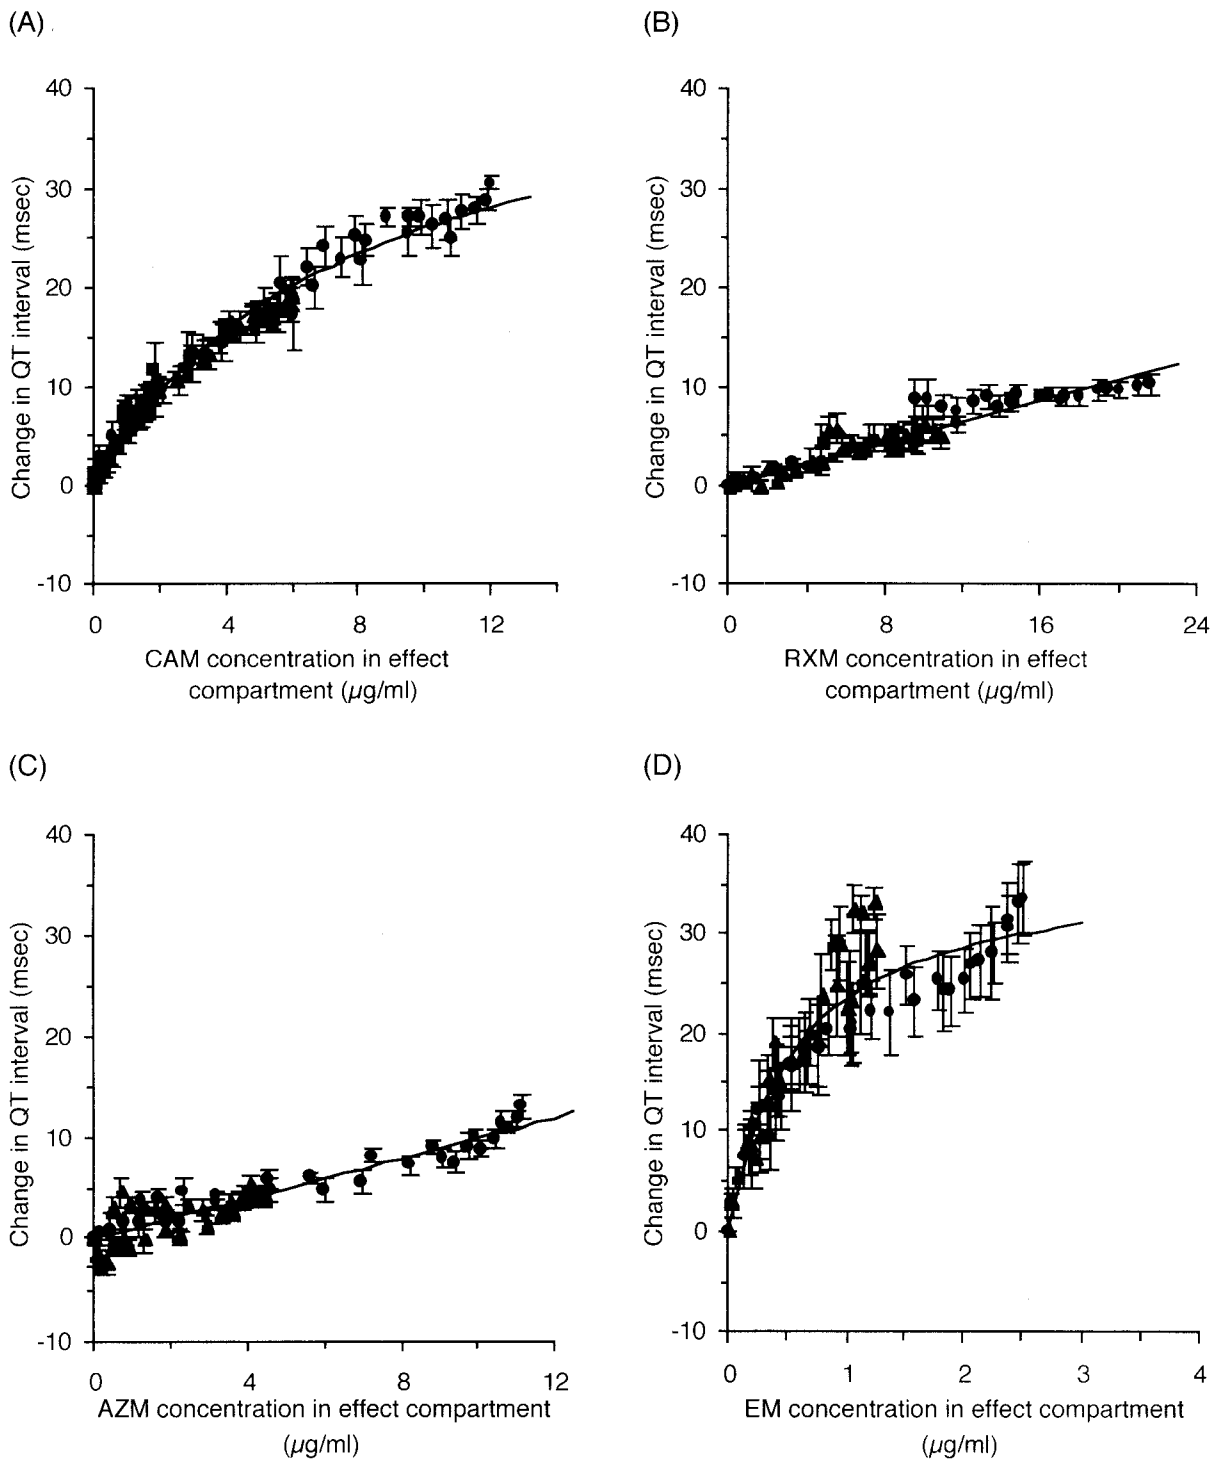 (A)
40
30
20
10
0
-10
Change in QT interval (msec)
0 4 8 12
CAM concentration in effect
compartment (µg/ml)
(B)
40
30
20
10
0
-10
Change in QT interval (msec)
0 8 16 24
RXM concentration in effect
compartment (µg/ml)
(C)
40
30
20
10
0
-10
Change in QT interval (msec)
0 4 8 12
AZM concentration in effect compartment
(µg/ml)
(D)
40
30
20
10
0
-10
Change in QT interval (msec)
0 1 2 3 4
EM concentration in effect compartment
(µg/ml)